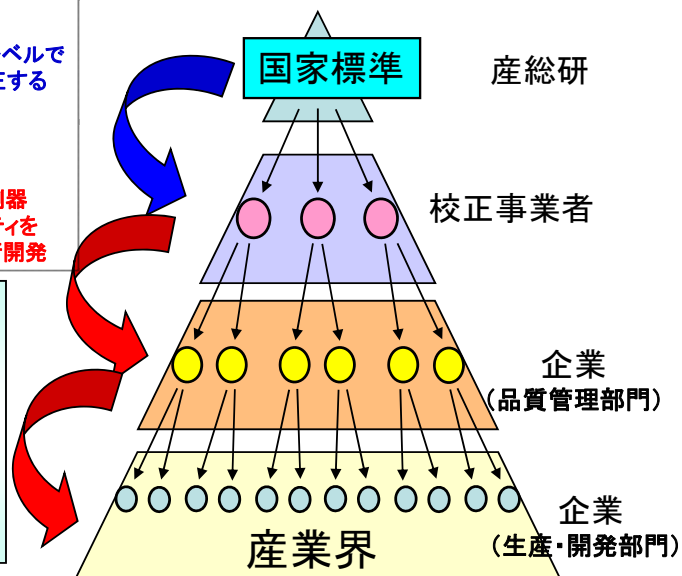 ベルで
正する
国家標準
産総研
校正事業者
測器
ティを
開発
企業
（品質管理部門）
企業
（生産・開発部門）
産業界